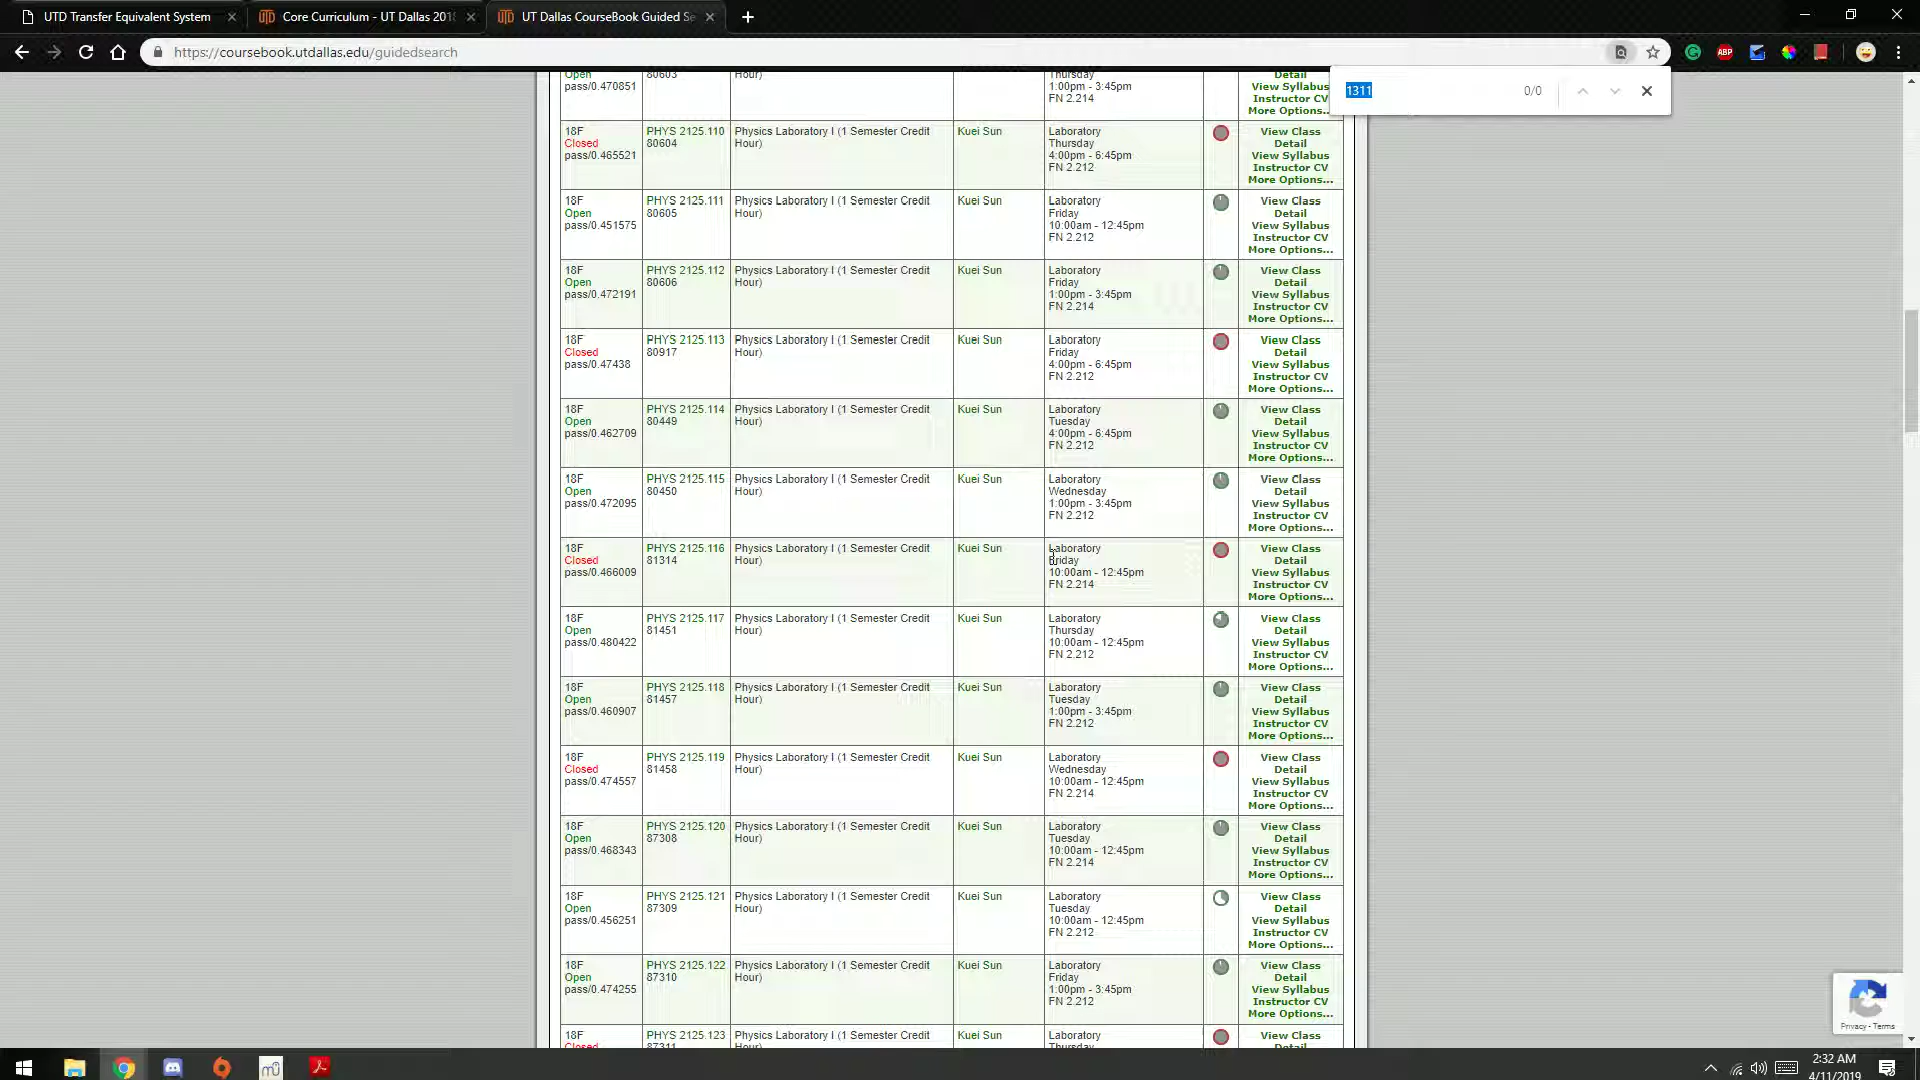 UTD Transfer Equivalent System
Core Curriculum - UT Dallas 201
UT Dallas CourseBook Guided Se
https://coursebook.utdallas.edu/guidedsearch
1311
0/0
Open
pass/0.470851
80603
Thursday
1:00pm - 3:45pm
FN 2.214
Detail
View Syllabus
Instructor CV
More Options...
18F
Closed
pass/0.465521
PHYS 2125.110
80604
Physics Laboratory I (1 Semester Credit
Hour)
Kuei Sun
Laboratory
Thursday
4:00pm - 6:45pm
FN 2.212
View Class
Detail
View Syllabus
Instructor CV
More Options...
18F
Open
pass/0.451575
PHYS 2125.111
80605
Physics Laboratory I (1 Semester Credit
Hour)
Kuei Sun
Laboratory
Friday
10:00am - 12:45pm
FN 2.212
View Class
Detail
View Syllabus
Instructor CV
More Options...
18F
Open
pass/0.472191
PHYS 2125.112
80606
Physics Laboratory I (1 Semester Credit
Hour)
Kuei Sun
Laboratory
Friday
1:00pm - 3:45pm
FN 2.214
View Class
Detail
View Syllabus
Instructor CV
More Options...
18F
Closed
pass/0.47438
PHYS 2125.113
80917
Physics Laboratory I (1 Semester Credit
Hour)
Kuei Sun
Laboratory
Friday
4:00pm - 6:45pm
FN 2.212
View Class
Detail
View Syllabus
Instructor CV
More Options...
18F
Open
pass/0.462709
PHYS 2125.114
80449
Physics Laboratory I (1 Semester Credit
Hour)
Kuei Sun
Laboratory
Tuesday
4:00pm - 6:45pm
FN 2.212
View Class
Detail
View Syllabus
Instructor CV
More Options...
18F
Open
pass/0.472095
PHYS 2125.115
80450
Physics Laboratory I (1 Semester Credit
Hour)
Kuei Sun
Laboratory
Wednesday
1:00pm - 3:45pm
FN 2.212
View Class
Detail
View Syllabus
Instructor CV
More Options...
18F
Closed
pass/0.466009
PHYS 2125.116
81314
Physics Laboratory I (1 Semester Credit
Hour)
Kuei Sun
Laboratory
Friday
10:00am - 12:45pm
FN 2.214
View Class
Detail
View Syllabus
Instructor CV
More Options...
18F
Open
pass/0.480422
PHYS 2125.117
81451
Physics Laboratory I (1 Semester Credit
Hour)
Kuei Sun
Laboratory
Thursday
10:00am - 12:45pm
FN 2.212
View Class
Detail
View Syllabus
Instructor CV
More Options...
18F
Open
pass/0.460907
PHYS 2125.118
81457
Physics Laboratory I (1 Semester Credit
Hour)
Kuei Sun
Laboratory
Tuesday
1:00pm - 3:45pm
FN 2.212
View Class
Detail
View Syllabus
Instructor CV
More Options...
18F
Closed
pass/0.474557
PHYS 2125.119
81458
Physics Laboratory I (1 Semester Credit
Hour)
Kuei Sun
Laboratory
Wednesday
10:00am - 12:45pm
FN 2.214
View Class
Detail
View Syllabus
Instructor CV
More Options...
18F
Open
pass/0.468343
PHYS 2125.120
87308
Physics Laboratory I (1 Semester Credit
Hour)
Kuei Sun
Laboratory
Tuesday
10:00am - 12:45pm
FN 2.214
View Class
Detail
View Syllabus
Instructor CV
More Options...
18F
Open
pass/0.456251
PHYS 2125.121
87309
Physics Laboratory I (1 Semester Credit
Hour)
Kuei Sun
Laboratory
Tuesday
10:00am - 12:45pm
FN 2.212
View Class
Detail
View Syllabus
Instructor CV
More Options...
18F
Open
pass/0.474255
PHYS 2125.122
87310
Physics Laboratory I (1 Semester Credit
Hour)
Kuei Sun
Laboratory
Friday
1:00pm - 3:45pm
FN 2.212
View Class
Detail
View Syllabus
Instructor CV
More Options...
18F
Closed
PHYS 2125.123
87311
Physics Laboratory I (1 Semester Credit
Hour)
Kuei Sun
Laboratory
Thursday
View Class
Detail
Privacy - Terms
2:32 AM
4/11/2019